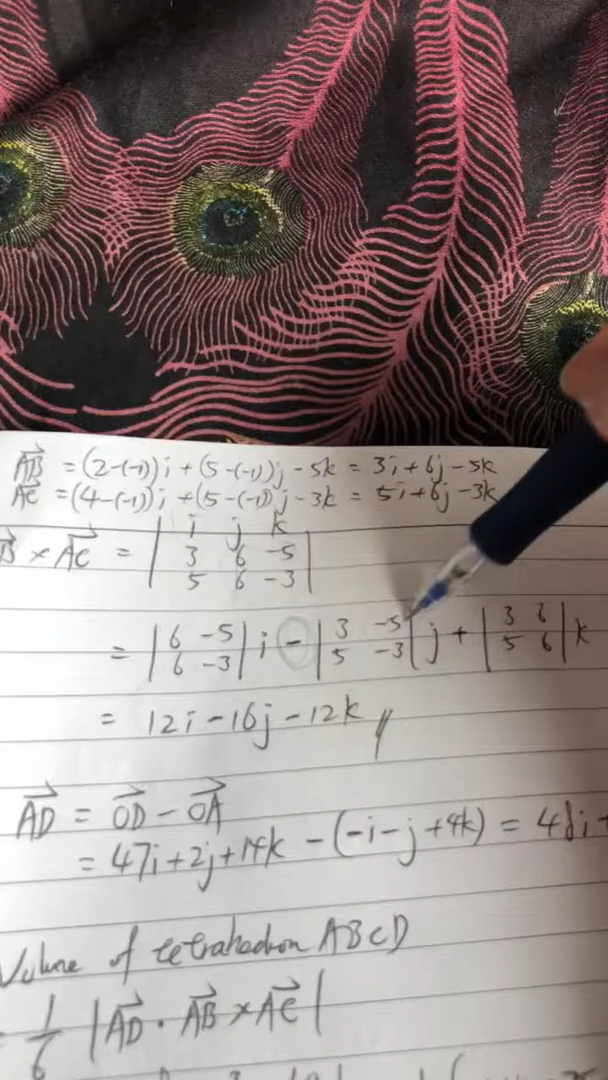 AB = (2-(-1))i + (5-(-1))j - 5k = 3i + 6j - 5k
AC = (4-(-1))i + (5-(-1))j - 3k = 5i + 6j - 3k
B × AC = | i j k
3 6 -5
5 6 -3 |
= | 6 -5
6 -3 | i - | 3 -5
5 -3 | j + | 3 6
5 6 | k
= 12i - 16j - 12k //
AD = OD - OA
= 47i + 2j + 14k - (-i - j + 4k) = 48i +
Volume of tetrahedron ABCD
= 1/6 | AD · AB × AC |